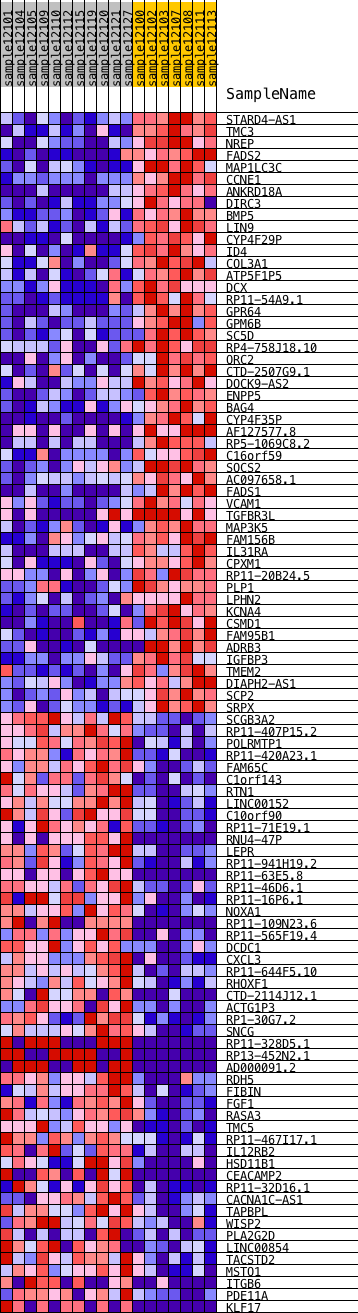 sample12101
sample12104
sample12105
sample12109
sample12110
sample12112
sample12115
sample12119
sample12120
sample12121
sample12127
sample12100
sample12102
sample12103
sample12107
sample12108
sample12111
sample12113
SampleName
STARD4-AS1
TMC3
NREP
FADS2
MAP1LC3C
CCNE1
ANKRD18A
DIRC3
BMP5
LIN9
CYP4F29P
ID4
COL3A1
ATP5F1P5
DCX
RP11-54A9.1
GPR64
GPM6B
SC5D
RP4-758J18.10
ORC2
CTD-2507G9.1
DOCK9-AS2
ENPP5
BAG4
CYP4F35P
AF127577.8
RP5-1069C8.2
C16orf59
SOCS2
AC097658.1
FADS1
VCAM1
TGFBR3L
MAP3K5
FAM156B
IL31RA
CPXM1
RP11-20B24.5
PLP1
LPHN2
KCNA4
CSMD1
FAM95B1
ADRB3
IGFBP3
TMEM2
DIAPH2-AS1
SCP2
SRPX
SCGB3A2
RP11-407P15.2
POLRMTP1
RP11-420A23.1
FAM65C
C1orf143
RTN1
LINC00152
C10orf90
RP11-71E19.1
RNU4-47P
LEPR
RP11-941H19.2
RP11-63E5.8
RP11-46D6.1
RP11-16P6.1
NOXA1
RP11-109N23.6
RP11-565F19.4
DCDC1
CXCL3
RP11-644F5.10
RHOXF1
CTD-2114J12.1
ACTG1P3
RP1-30G7.2
SNCG
RP11-328D5.1
RP13-452N2.1
AD000091.2
RDH5
FIBIN
FGF1
RASA3
TMC5
RP11-467I17.1
IL12RB2
HSD11B1
CEACAMP2
RP11-32D16.1
CACNA1C-AS1
TAPBPL
WISP2
PLA2G2D
LINC00854
TACSTD2
MSTO1
ITGB6
PDE11A
KLF17